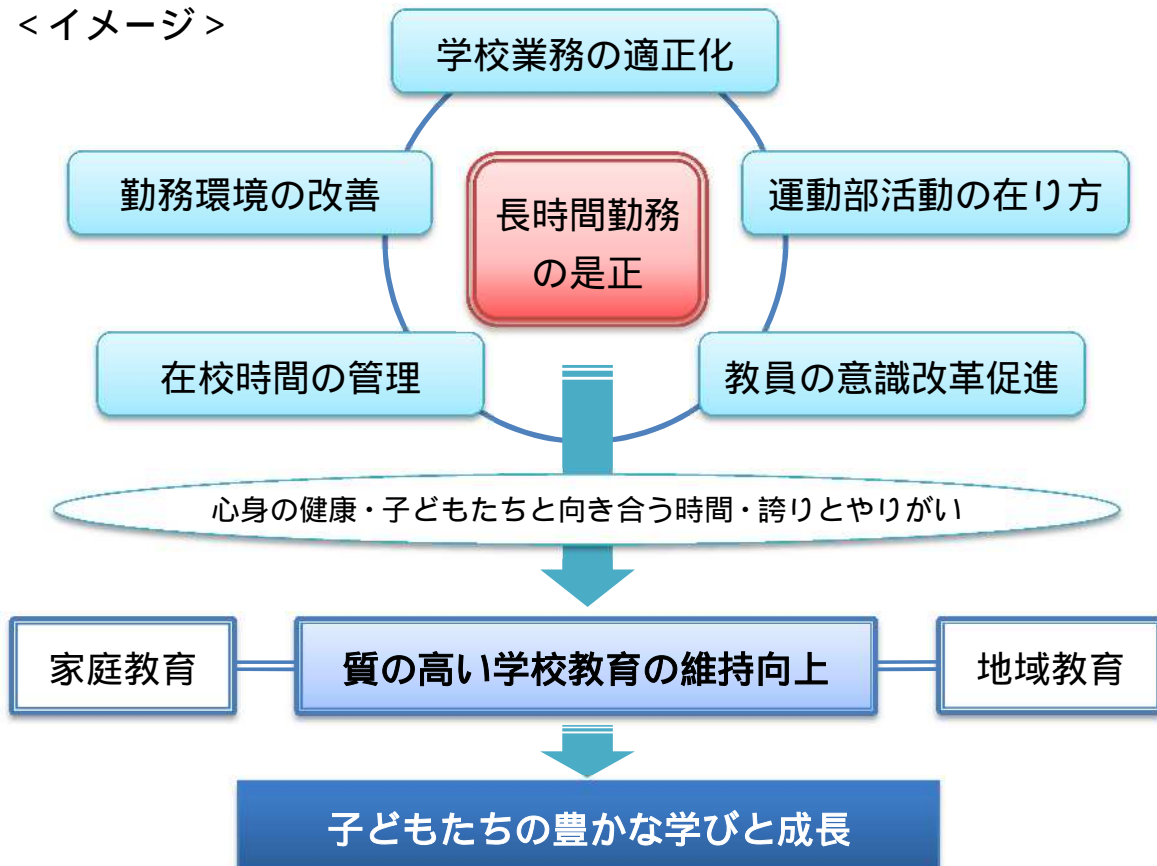 <イメージ>
学校業務の適正化
勤務環境の改善
長時間勤務
の是正
運動部活動の在り方
在校時間の管理
教員の意識改革促進
心身の健康・子どもたちと向き合う時間・誇りとやりがい
家庭教育
質の高い学校教育の維持向上
地域教育
子どもたちの豊かな学びと成長